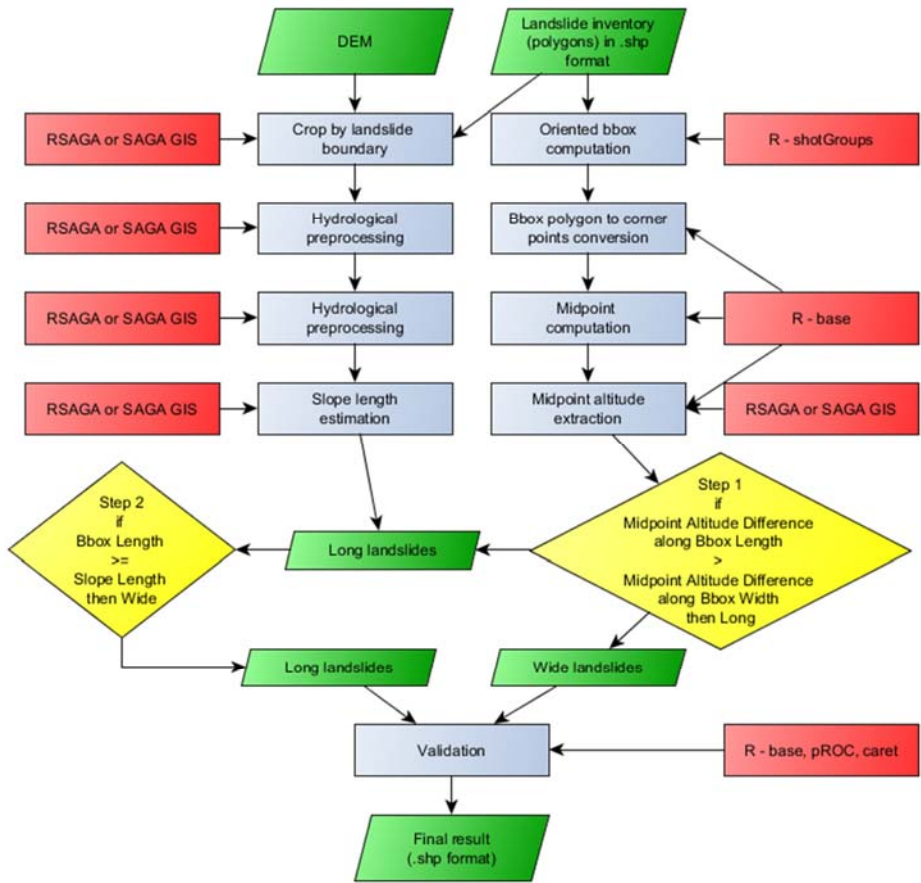 DEM
Landslide inventory
(polygons) in .shp
format
RSAGA or SAGA GIS
Crop by landslide
boundary
Oriented bbox
computation
R - shotGroups
RSAGA or SAGA GIS
Hydrological
preprocessing
Bbox polygon to corner
points conversion
RSAGA or SAGA GIS
Hydrological
preprocessing
Midpoint
computation
R - base
RSAGA or SAGA GIS
Slope length
estimation
Midpoint altitude
extraction
RSAGA or SAGA GIS
Step 2
if
Bbox Length
>=
Slope Length
then Wide
Long landslides
Step 1
if
Midpoint Altitude Difference
along Bbox Length
>
Midpoint Altitude Difference
along Bbox Width
then Long
Long landslides
Wide landslides
Validation
R - base, pROC, caret
Final result
(.shp format)